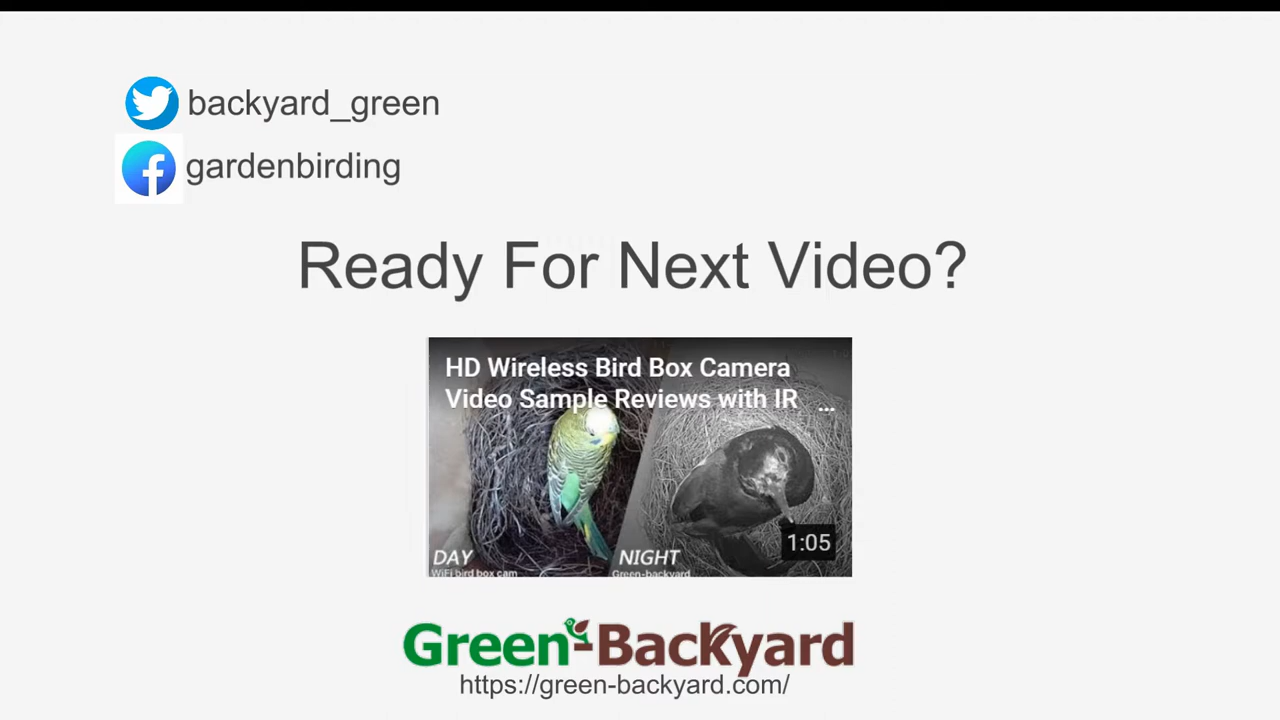 backyard_green
gardenbirding
Ready For Next Video?
HD Wireless Bird Box Camera
Video Sample Reviews with IR ...
DAY
WiFi bird box cam
NIGHT
Green-backyard
1:05
Green-Backyard
https://green-backyard.com/